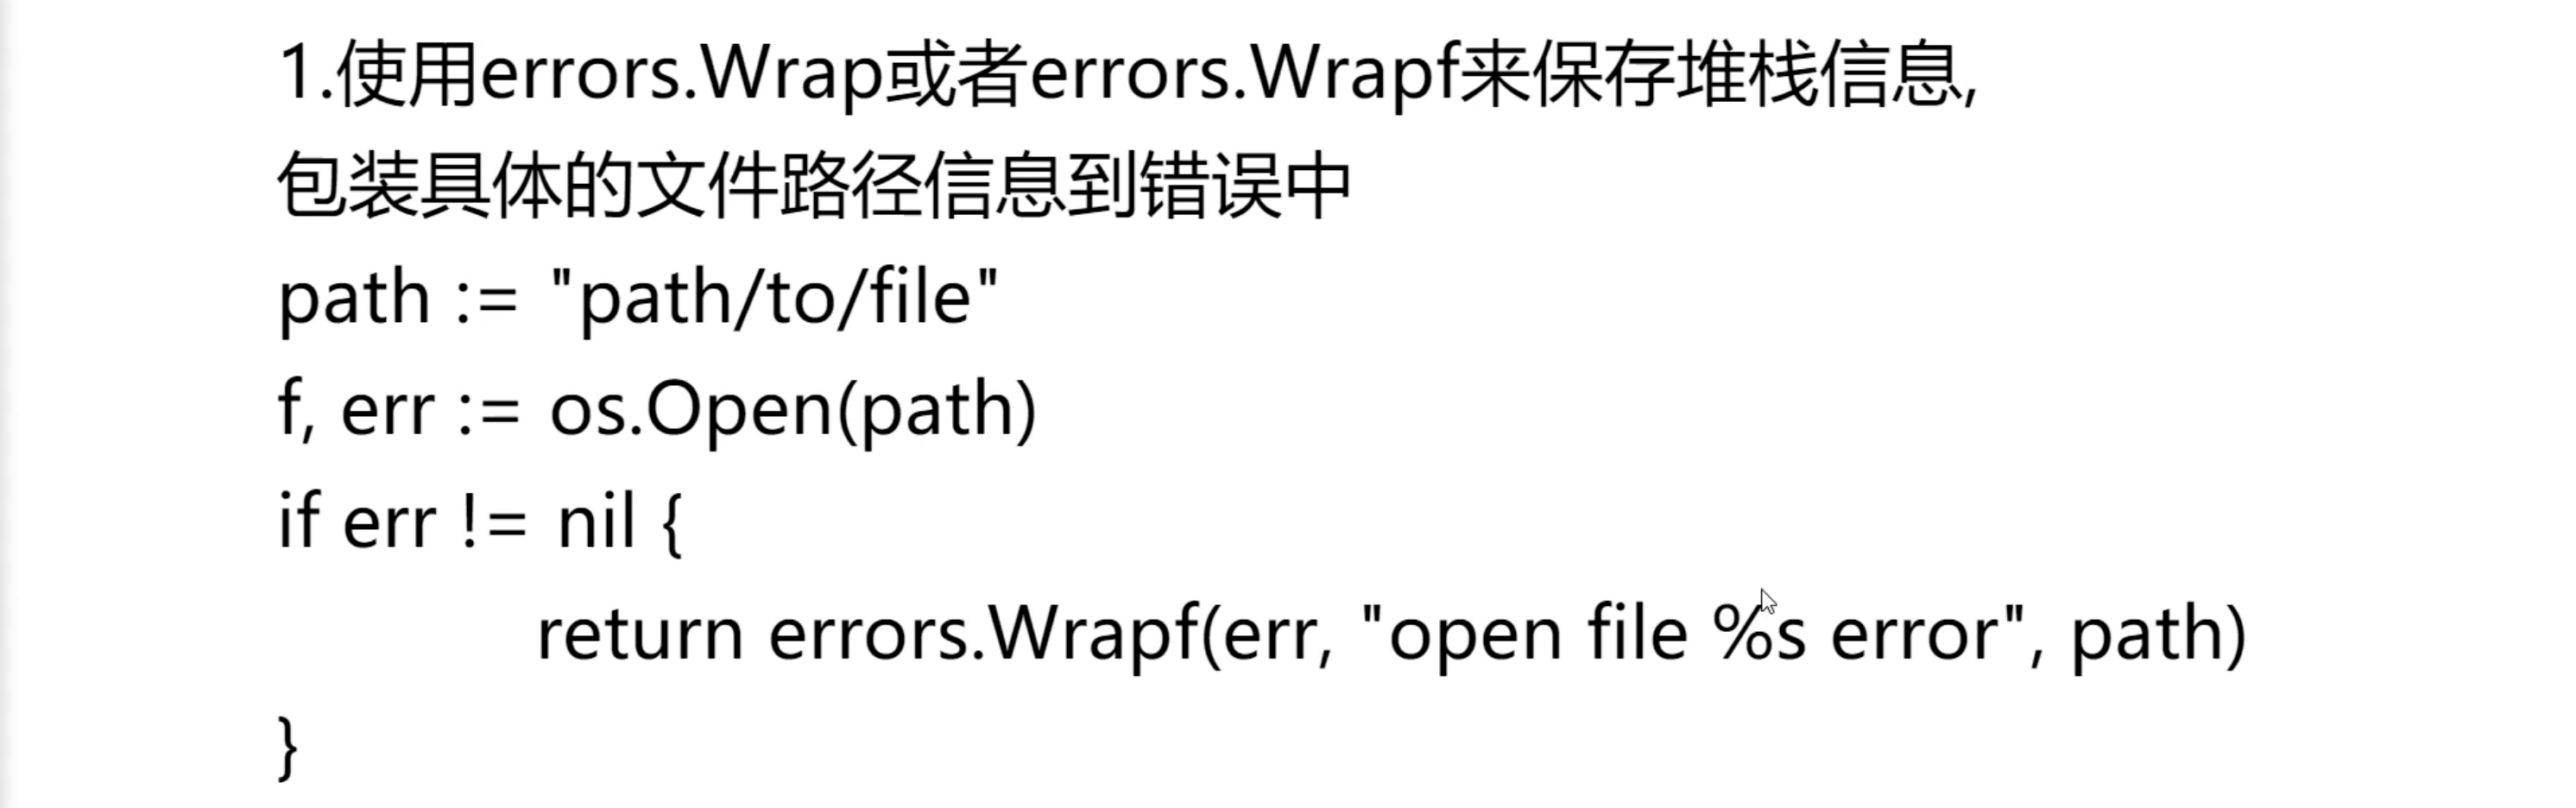 1.使用errors.Wrap或者errors.Wrapf来保存堆栈信息,
包装具体的文件路径信息到错误中
path := "path/to/file"
f, err := os.Open(path)
if err != nil {
return errors.Wrapf(err, "open file %s error", path)
}